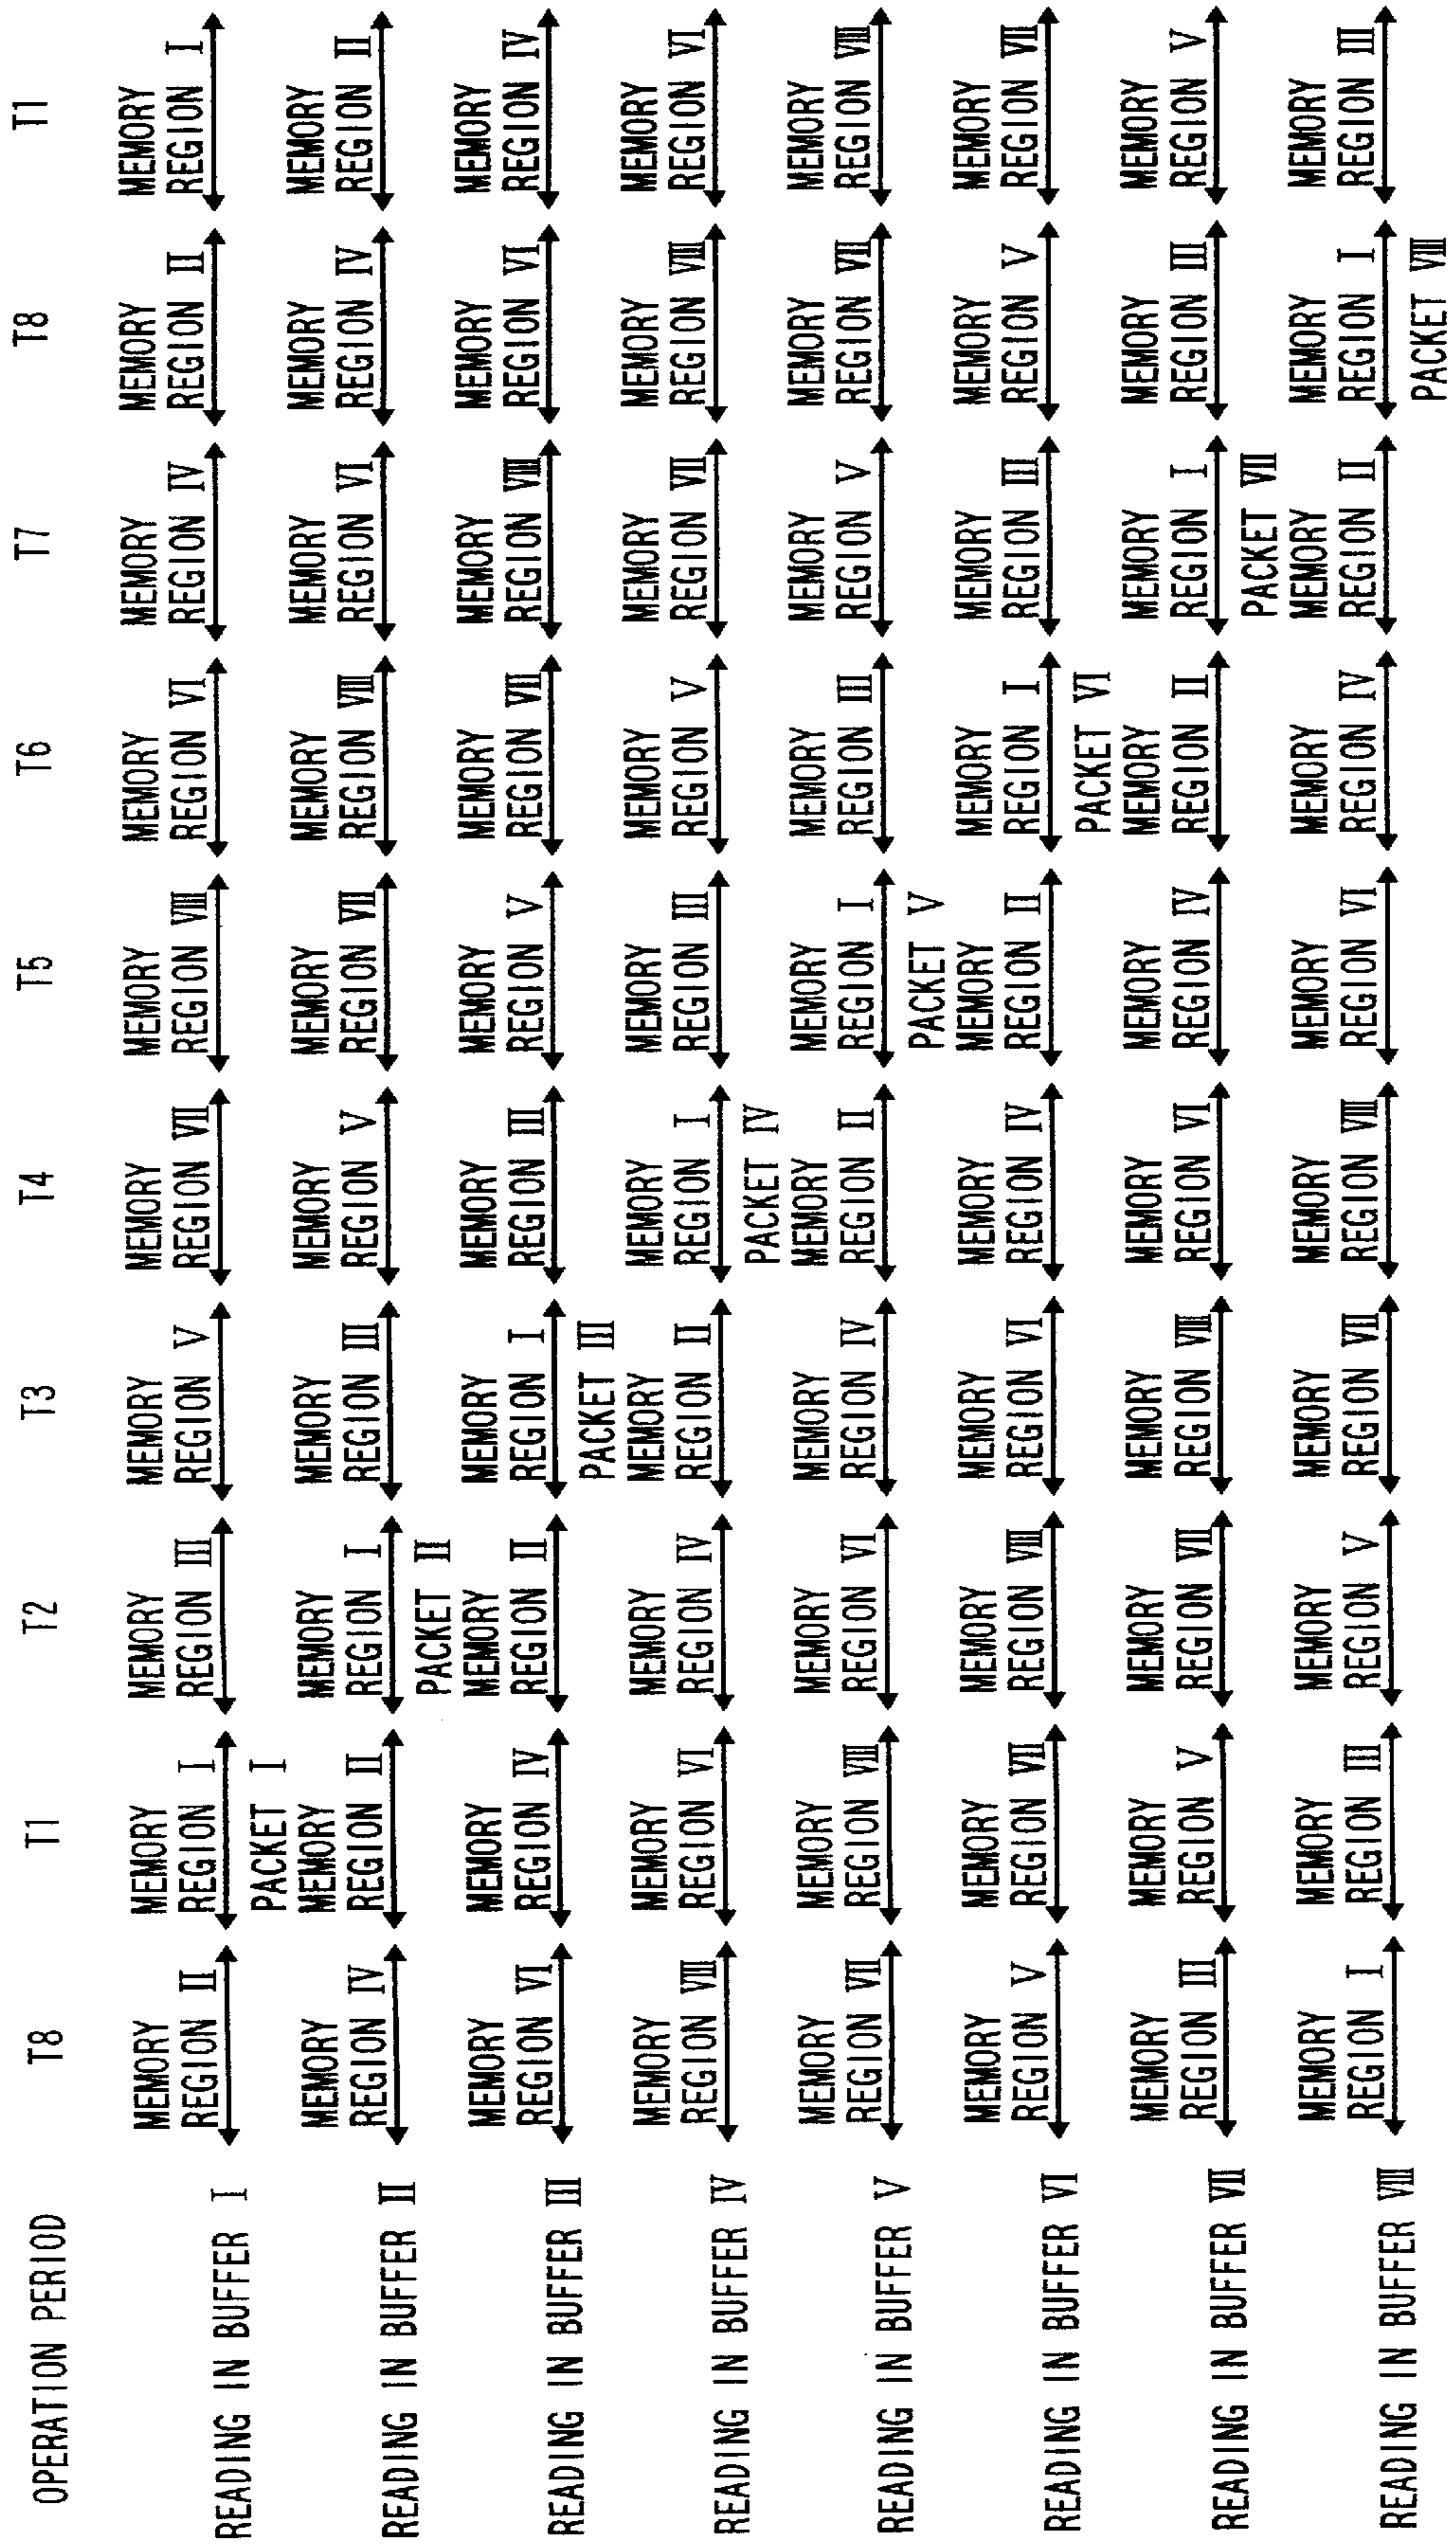 OPERATION PERIOD T8 T1 T2 T3 T4 T5 T6 T7 T8 T1
MEMORY MEMORY MEMORY MEMORY MEMORY MEMORY MEMORY MEMORY MEMORY MEMORY
READING IN BUFFER I REGION II REGION I REGION III REGION V REGION VII REGION VIII REGION VI REGION IV REGION II REGION I
PACKET I
MEMORY MEMORY MEMORY MEMORY MEMORY MEMORY MEMORY MEMORY MEMORY MEMORY
READING IN BUFFER II REGION IV REGION II REGION I REGION III REGION V REGION VII REGION VIII REGION VI REGION IV REGION II
PACKET II
MEMORY MEMORY MEMORY MEMORY MEMORY MEMORY MEMORY MEMORY MEMORY MEMORY
READING IN BUFFER III REGION VI REGION IV REGION II REGION I REGION III REGION V REGION VII REGION VIII REGION VI REGION IV
PACKET III
MEMORY MEMORY MEMORY MEMORY MEMORY MEMORY MEMORY MEMORY MEMORY MEMORY
READING IN BUFFER IV REGION VIII REGION VI REGION IV REGION II REGION I REGION III REGION V REGION VII REGION VIII REGION VI
PACKET IV
MEMORY MEMORY MEMORY MEMORY MEMORY MEMORY MEMORY MEMORY MEMORY MEMORY
READING IN BUFFER V REGION VII REGION VIII REGION VI REGION IV REGION II REGION I REGION III REGION V REGION VII REGION VIII
PACKET V
MEMORY MEMORY MEMORY MEMORY MEMORY MEMORY MEMORY MEMORY MEMORY MEMORY
READING IN BUFFER VI REGION V REGION VII REGION VIII REGION VI REGION IV REGION II REGION I REGION III REGION V REGION VII
PACKET VI
MEMORY MEMORY MEMORY MEMORY MEMORY MEMORY MEMORY MEMORY MEMORY MEMORY
READING IN BUFFER VII REGION III REGION V REGION VII REGION VIII REGION VI REGION IV REGION II REGION I REGION III REGION V
PACKET VII
MEMORY MEMORY MEMORY MEMORY MEMORY MEMORY MEMORY MEMORY MEMORY MEMORY
READING IN BUFFER VIII REGION I REGION III REGION V REGION VII REGION VIII REGION VI REGION IV REGION II REGION I REGION III
PACKET VIII